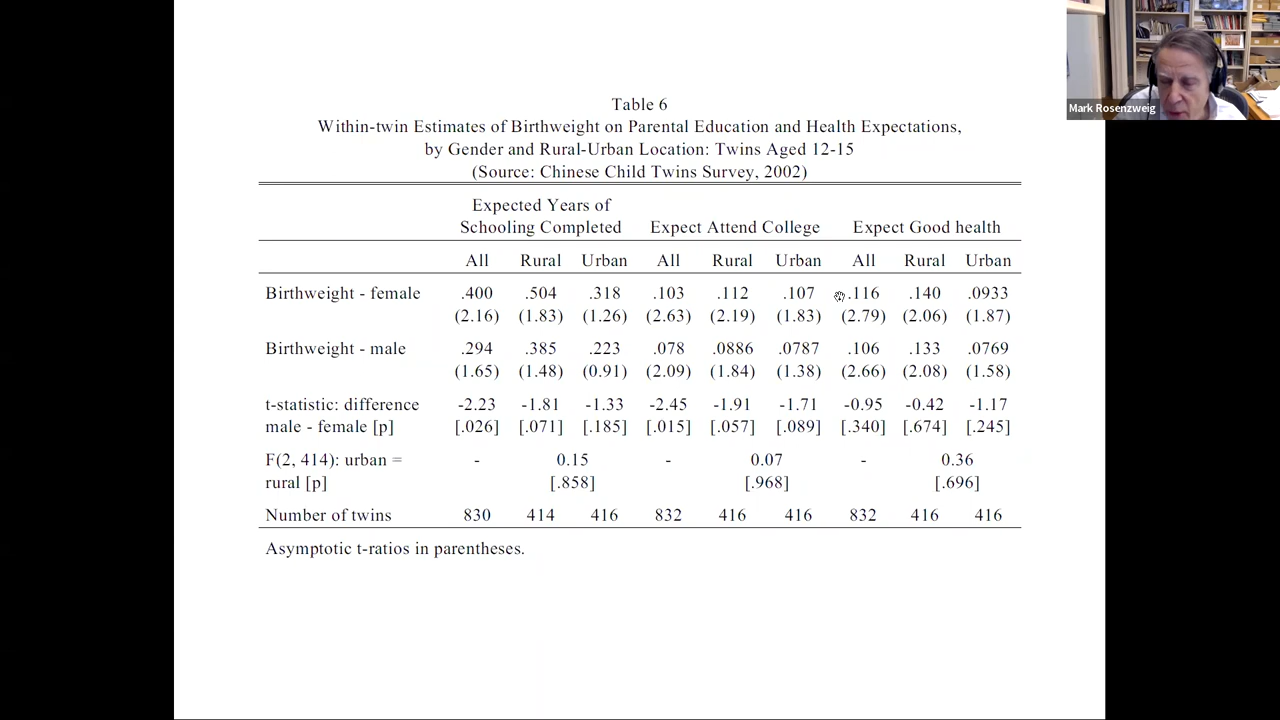 Mark Rosenzweig
Table 6
Within-twin Estimates of Birthweight on Parental Education and Health Expectations,
by Gender and Rural-Urban Location: Twins Aged 12-15
(Source: Chinese Child Twins Survey, 2002)
Expected Years of
Schooling Completed Expect Attend College Expect Good health
All Rural Urban All Rural Urban All Rural Urban
Birthweight - female .400 .504 .318 .103 .112 .107 .116 .140 .0933
(2.16) (1.83) (1.26) (2.63) (2.19) (1.83) (2.79) (2.06) (1.87)
Birthweight - male .294 .385 .223 .078 .0886 .0787 .106 .133 .0769
(1.65) (1.48) (0.91) (2.09) (1.84) (1.38) (2.66) (2.08) (1.58)
t-statistic: difference -2.23 -1.81 -1.33 -2.45 -1.91 -1.71 -0.95 -0.42 -1.17
male - female [p] [.026] [.071] [.185] [.015] [.057] [.089] [.340] [.674] [.245]
F(2, 414): urban = - 0.15 - 0.07 - 0.36
rural [p] [.858] [.968] [.696]
Number of twins 830 414 416 832 416 416 832 416 416
Asymptotic t-ratios in parentheses.